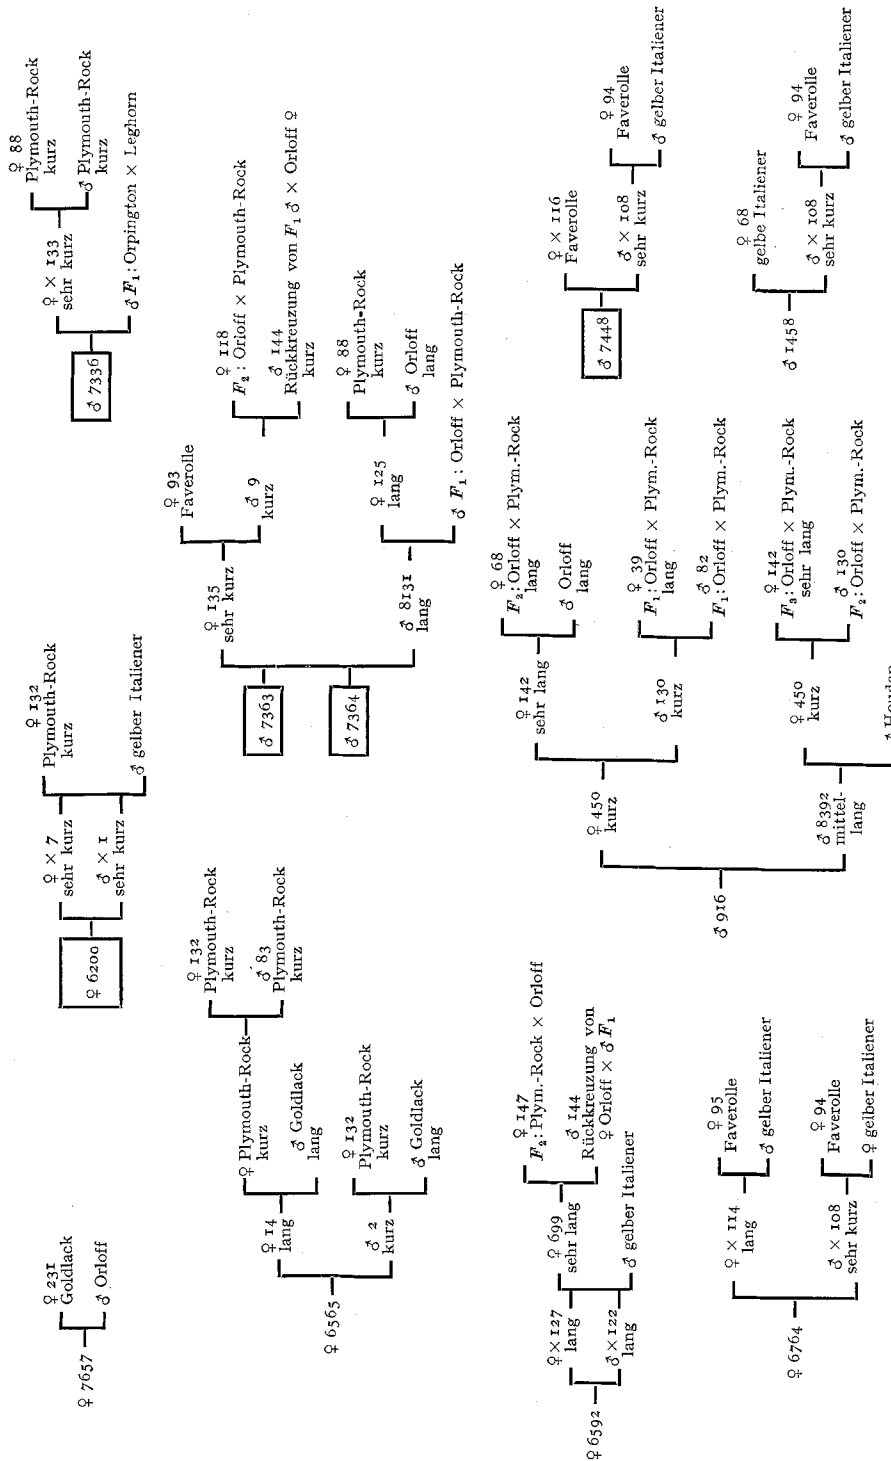 ♀ 7657
♀ 231
Goldlack
♂ Orloff
♀ 6200
♀ × 7
sehr kurz
♂ × 1
sehr kurz
♀ 132
Plymouth-Rock
kurz
♂ gelber Italiener
♂ 7336
♀ × 133
sehr kurz
♂ F₁: Orpington × Leghorn
♀ 88
Plymouth-Rock
kurz
♂ Plymouth-Rock
kurz
♀ 6565
♀ 14
lang
♂ 2
kurz
♀ Plymouth-Rock
kurz
♂ Goldlack
lang
♀ 132
Plymouth-Rock
kurz
♂ Goldlack
lang
♀ 132
Plymouth-Rock
kurz
♂ 83
Plymouth-Rock
kurz
♂ 7363
♂ 7364
♀ 135
sehr kurz
♂ 8131
lang
♀ 93
Faverolle
♂ 9
kurz
♀ 125
lang
♂ F₁: Orloff × Plymouth-Rock
♀ 118
F₂: Orloff × Plymouth-Rock
♂ 144
Rückkreuzung von F₁ ♂ × Orloff ♀
kurz
♀ 88
Plymouth-Rock
kurz
♂ Orloff
lang
♀ 6592
♀ × 127
lang
♂ × 122
lang
♀ 699
sehr lang
♂ gelber Italiener
♀ 147
F₂: Plym.-Rock × Orloff
♂ 144
Rückkreuzung von
♀ Orloff × ♂ F₁
♂ 916
♀ 450
kurz
♂ 8392
mittel-
lang
♀ 142
sehr lang
♂ 130
kurz
♀ 450
kurz
♂ Houdan
♀ 68
F₂: Orloff × Plym.-Rock
lang
♂ Orloff
lang
♀ 39
F₁: Orloff × Plym.-Rock
lang
♂ 82
F₁: Orloff × Plym.-Rock
♀ 142
F₃: Orloff × Plym.-Rock
sehr lang
♂ 130
F₂: Orloff × Plym.-Rock
♂ 7448
♀ × 116
Faverolle
♂ × 108
sehr kurz
♀ 94
Faverolle
♂ gelber Italiener
♀ 6764
♀ × 114
lang
♂ × 108
sehr kurz
♀ 95
Faverolle
♂ gelber Italiener
♀ 94
Faverolle
♀ gelber Italiener
♂ 1458
♀ 68
gelbe Italiener
♂ × 108
sehr kurz
♀ 94
Faverolle
♂ gelber Italiener